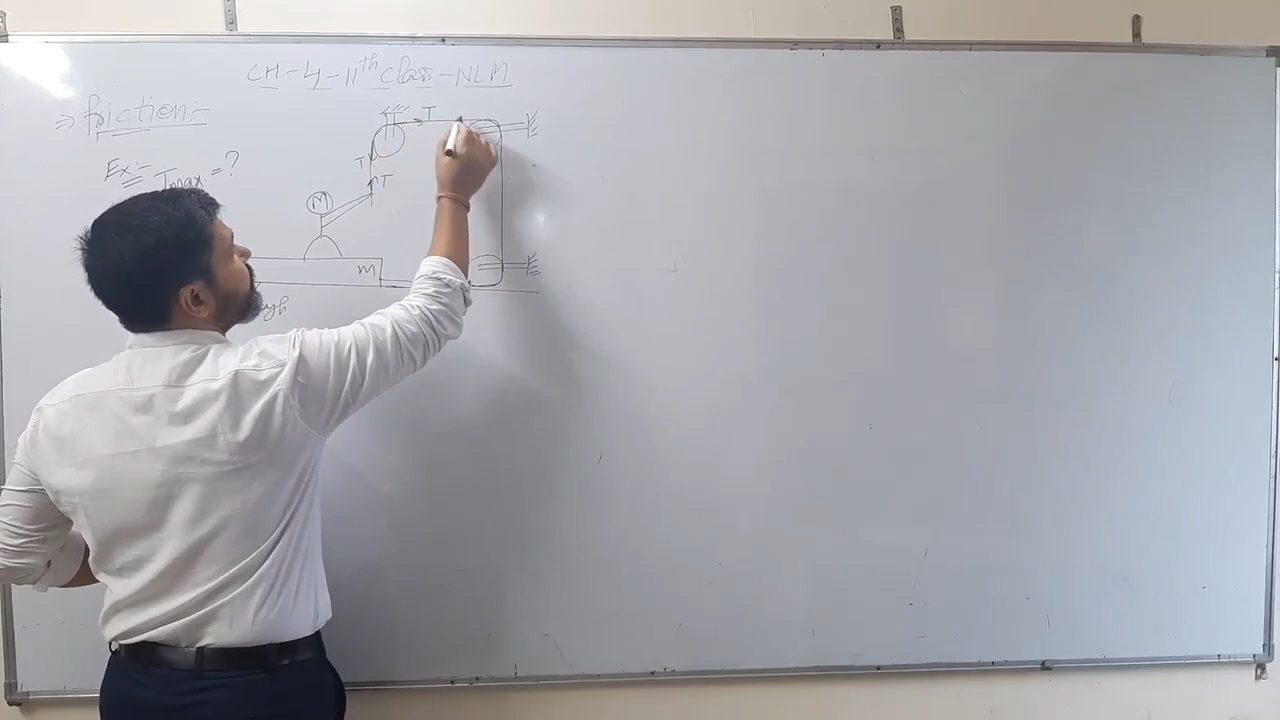 CH-4-11th Class-NLM
⇒ friction:-
T
Ex:- Tmax = ?
T
T
M
m